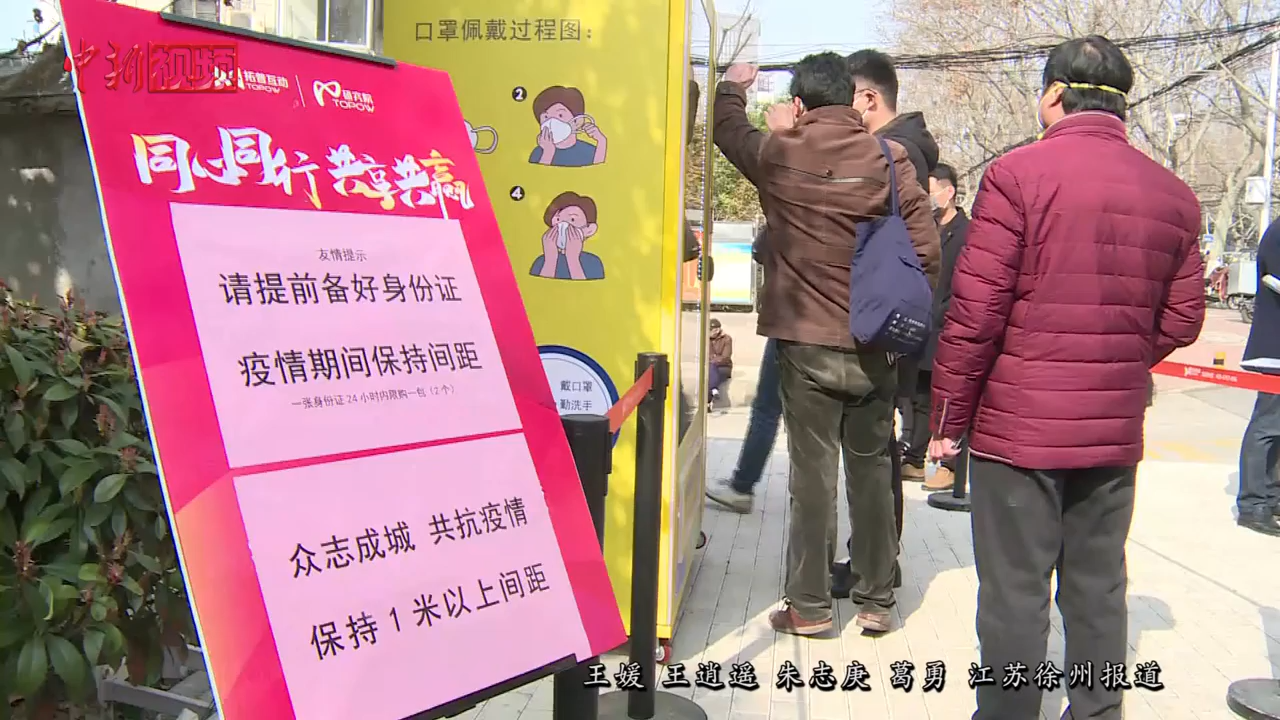 中新视频
拓普互动
TOPOW
研究院
TOPOW
同心同行 共享共赢
友情提示
请提前备好身份证
疫情期间保持间距
一张身份证24小时内限购一包（2个）
众志成城 共抗疫情
保持1米以上间距
口罩佩戴过程图：
2
4
戴口罩
勤洗手
王媛 王逍遥 朱志庚 葛勇 江苏徐州报道